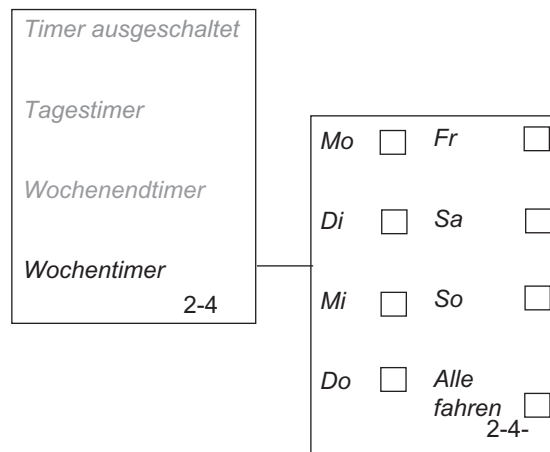 Timer ausgeschaltet
Tagestimer
Wochenendtimer
Wochentimer
2-4
Mo
Fr
Di
Sa
Mi
So
Do
Alle
fahren
2-4-